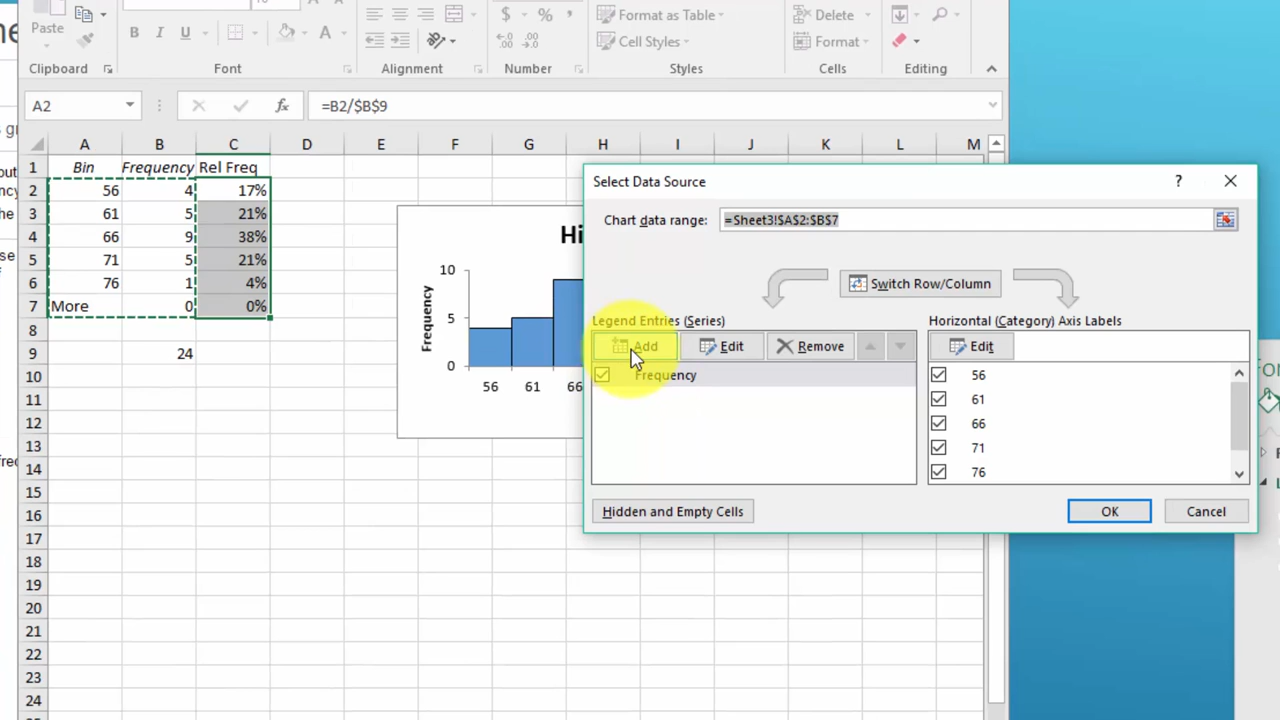 Paste
$ % ,
Format as Table
Delete
B I U A
Cell Styles
Format
Clipboard
Font
Alignment
Number
Styles
Cells
Editing
A2
fx
=B2/$B$9
A B C D E F G H I J K L M
1 Bin Frequency Rel Freq
2 56 4 17%
3 61 5 21%
4 66 9 38%
5 71 5 21%
6 76 1 4%
7 More 0 0%
8
9 24
10
11
12
13
14
15
16
17
18
19
20
21
22
23
24
Hi
Frequency
10
5
0
56 61 66
Select Data Source
?
Chart data range: =Sheet3!$A$2:$B$7
Switch Row/Column
Legend Entries (Series)
Horizontal (Category) Axis Labels
Add Edit Remove
Edit
Frequency
56
61
66
71
76
Hidden and Empty Cells
OK
Cancel